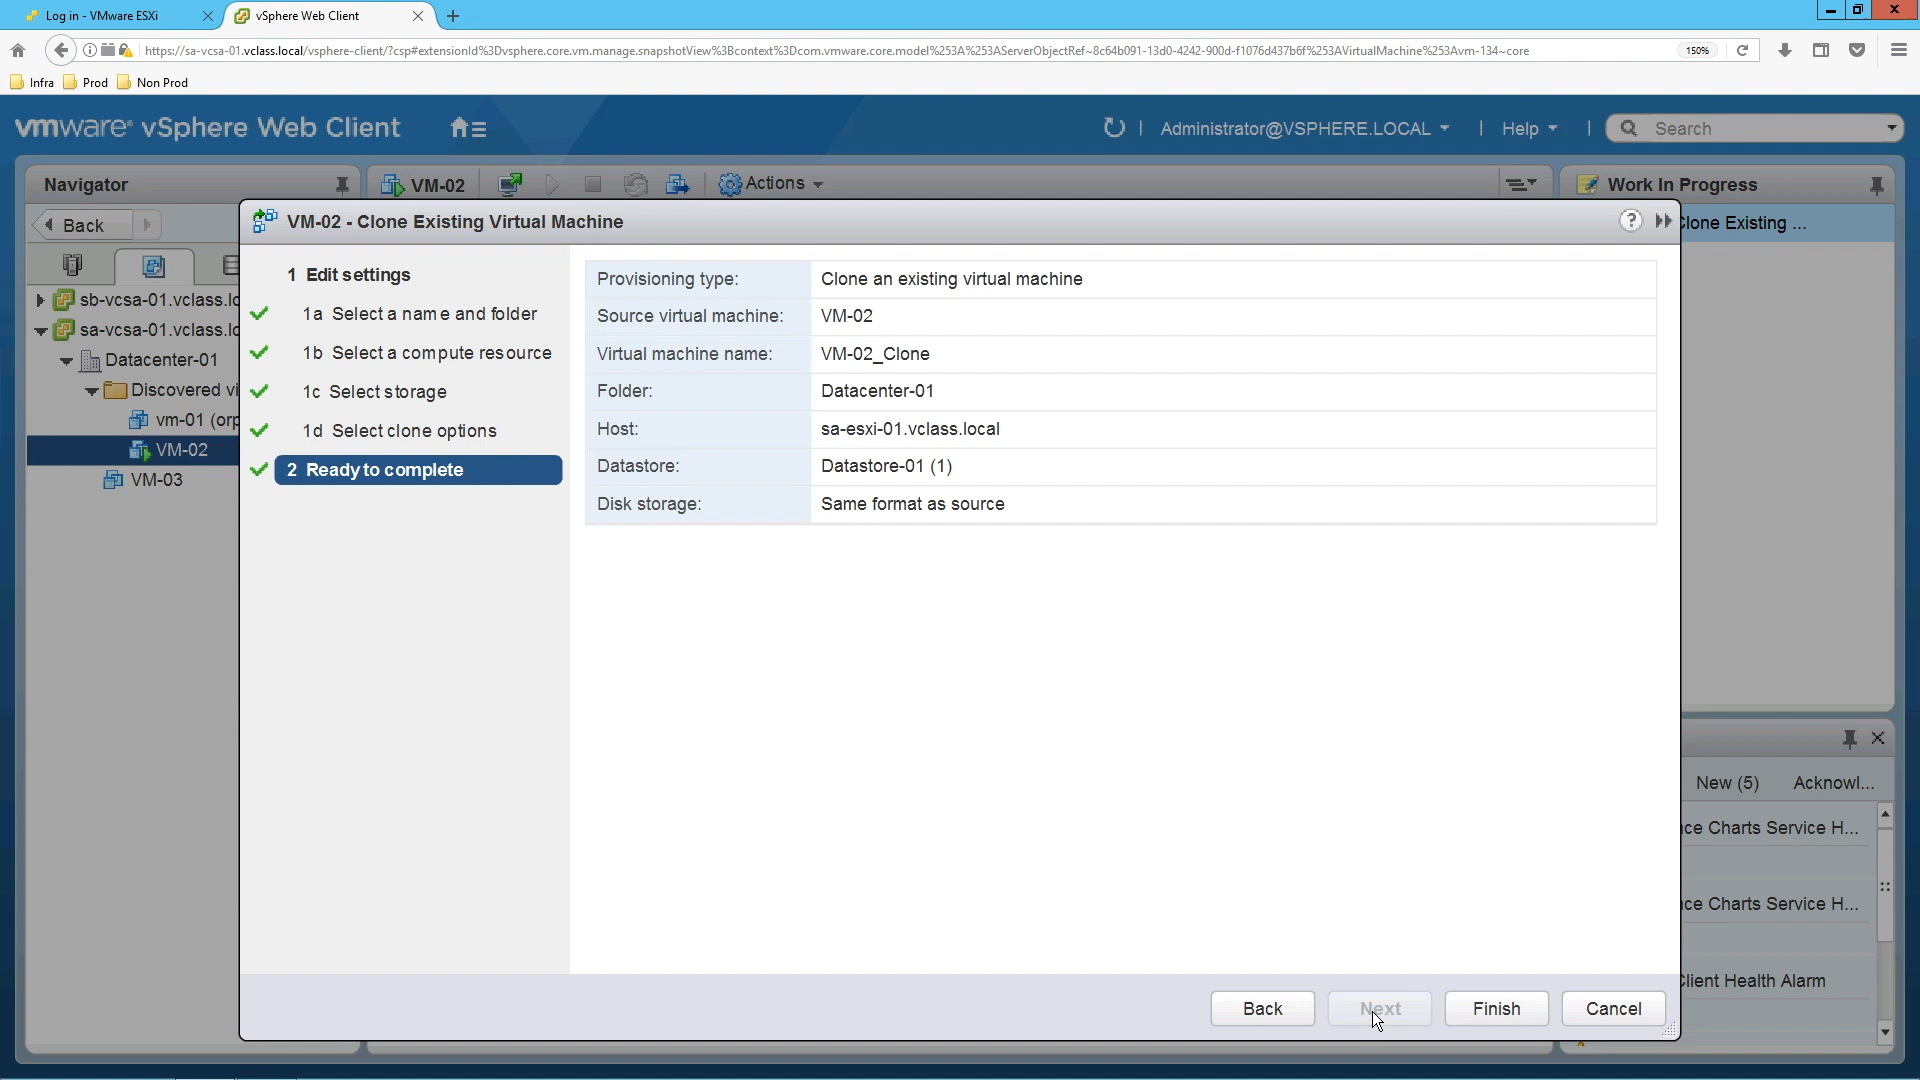 Log in - VMware ESXi
vSphere Web Client
https://sa-vcsa-01.vclass.local/vsphere-client/?csp#extensionId%3Dvsphere.core.vm.manage.snapshotView%3Bcontext%3Dcom.vmware.core.model%253A%253AServerObjectRef~8c64b091-13d0-4242-900d-f1076d437b6f%253AVirtualMachine%253Avm-134~core
150%
Infra
Prod
Non Prod
vmware® vSphere Web Client
Administrator@VSPHERE.LOCAL
Help
Search
Navigator
VM-02
Actions
Work In Progress
Back
sb-vcsa-01.vclass.lo
sa-vcsa-01.vclass.lo
Datacenter-01
Discovered vi
vm-01 (orp
VM-02
VM-03
VM-02 - Clone Existing Virtual Machine
Clone Existing ...
1 Edit settings
1a Select a name and folder
1b Select a compute resource
1c Select storage
1d Select clone options
2 Ready to complete
Provisioning type: Clone an existing virtual machine
Source virtual machine: VM-02
Virtual machine name: VM-02_Clone
Folder: Datacenter-01
Host: sa-esxi-01.vclass.local
Datastore: Datastore-01 (1)
Disk storage: Same format as source
New (5) Acknowl...
nce Charts Service H...
nce Charts Service H...
Client Health Alarm
Back
Next
Finish
Cancel